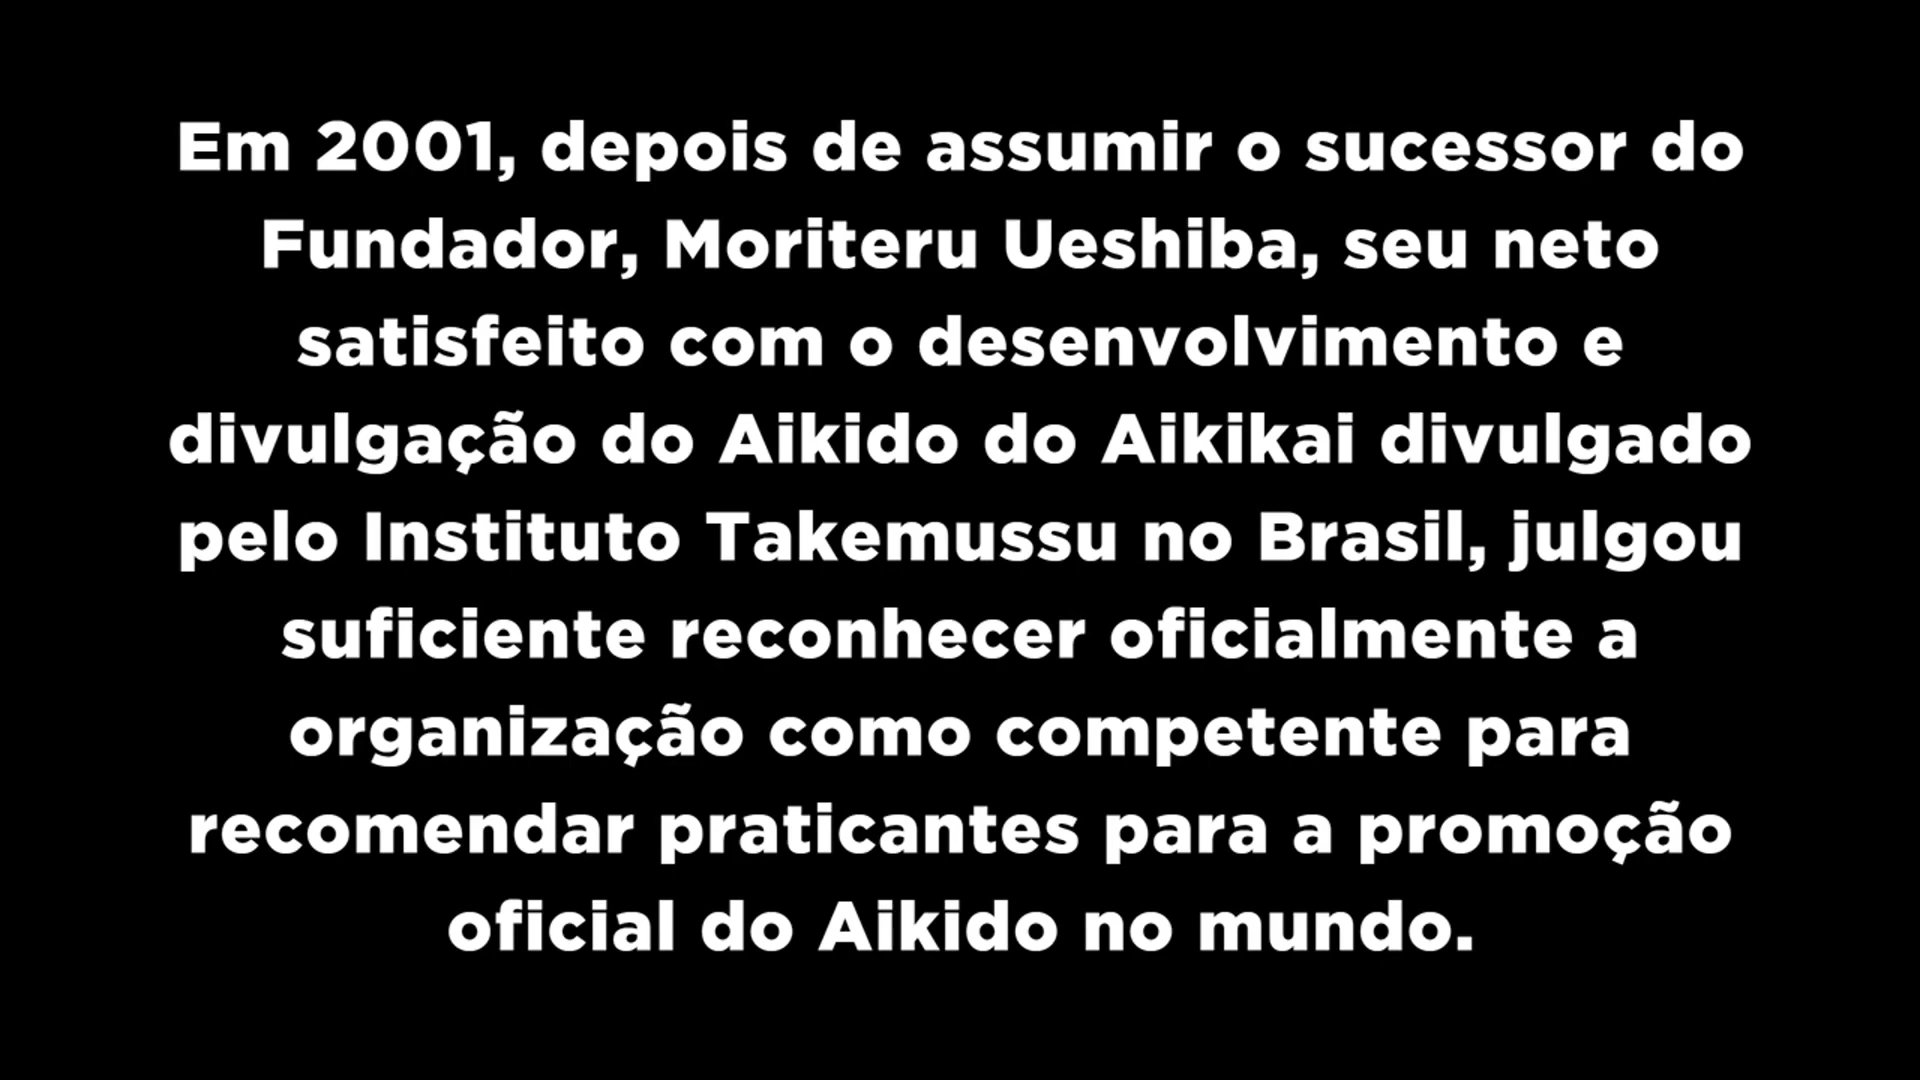 Em 2001, depois de assumir o sucessor do
Fundador, Moriteru Ueshiba, seu neto
satisfeito com o desenvolvimento e
divulgação do Aikido do Aikikai divulgado
pelo Instituto Takemussu no Brasil, julgou
suficiente reconhecer oficialmente a
organização como competente para
recomendar praticantes para a promoção
oficial do Aikido no mundo.